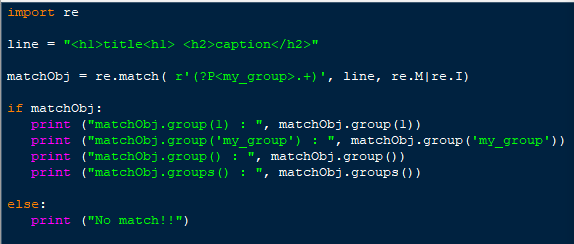 import re
line = "<h1>title<h1> <h2>caption</h2>"
matchObj = re.match( r'(?P<my_group>.+)', line, re.M|re.I)
if matchObj:
   print ("matchObj.group(1) : ", matchObj.group(1))
   print ("matchObj.group('my_group') : ", matchObj.group('my_group'))
   print ("matchObj.group() : ", matchObj.group())
   print ("matchObj.groups() : ", matchObj.groups())
else:
   print ("No match!!")